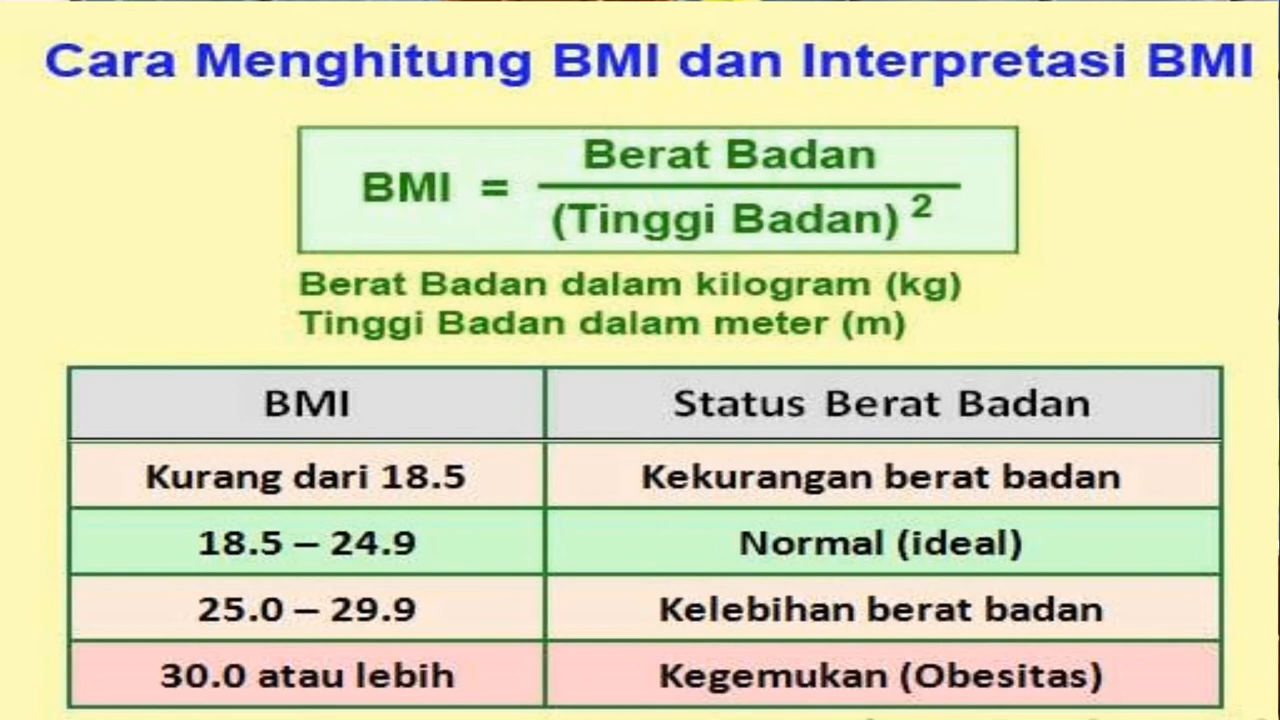 Cara Menghitung BMI dan Interpretasi BMI
BMI = Berat Badan
(Tinggi Badan) 2
Berat Badan dalam kilogram (kg)
Tinggi Badan dalam meter (m)
BMI Status Berat Badan
Kurang dari 18.5 Kekurangan berat badan
18.5 – 24.9 Normal (ideal)
25.0 – 29.9 Kelebihan berat badan
30.0 atau lebih Kegemukan (Obesitas)